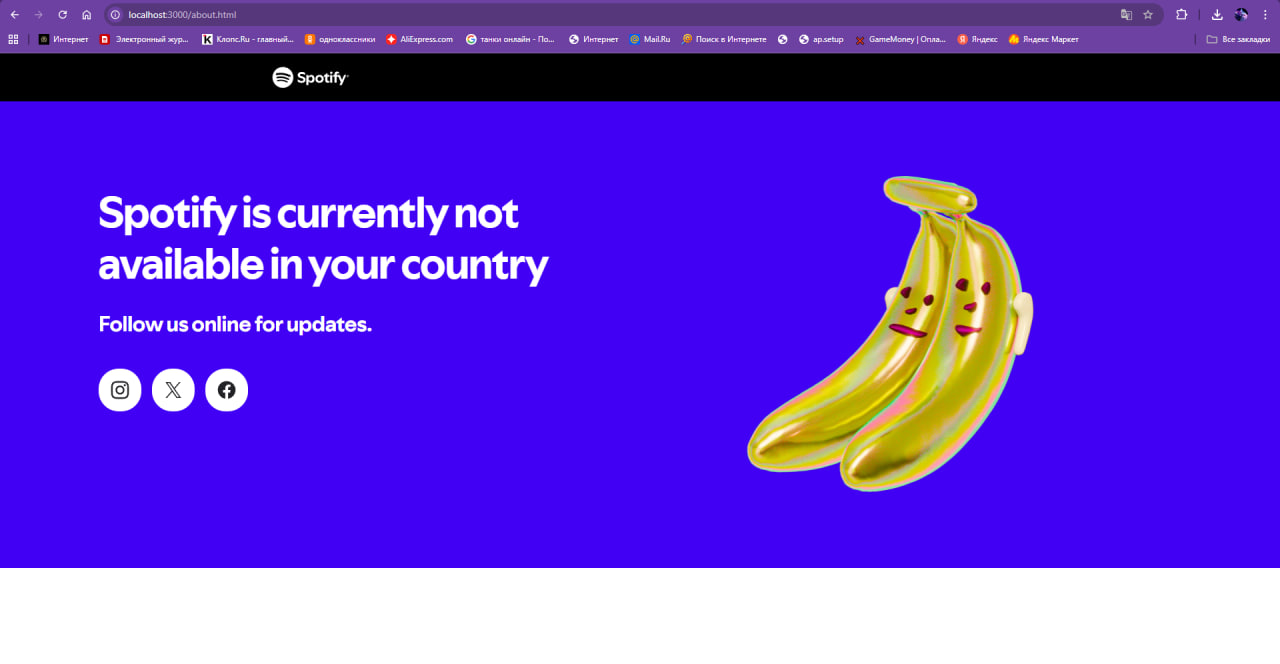 localhost:3000/about.html
Интернет
Электронный жур...
Клопс.Ru - главный...
одноклассники
AliExpress.com
танки онлайн - По...
Интернет
Mail.Ru
Поиск в Интернете
ap.setup
GameMoney | Опла...
Яндекс
Яндекс Маркет
Все закладки
Spotify
Spotify is currently not
available in your country
Follow us online for updates.